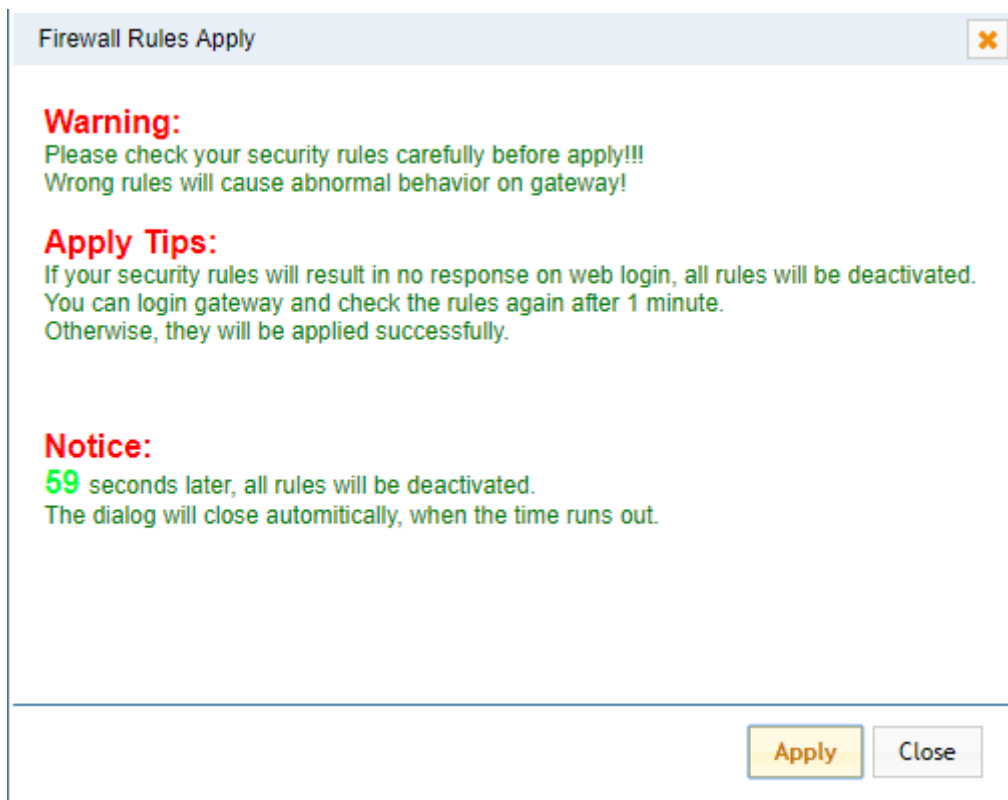 Firewall Rules Apply
Warning:
Please check your security rules carefully before apply!!!
Wrong rules will cause abnormal behavior on gateway!
Apply Tips:
If your security rules will result in no response on web login, all rules will be deactivated.
You can login gateway and check the rules again after 1 minute.
Otherwise, they will be applied successfully.
Notice:
59 seconds later, all rules will be deactivated.
The dialog will close automitically, when the time runs out.
Apply Close